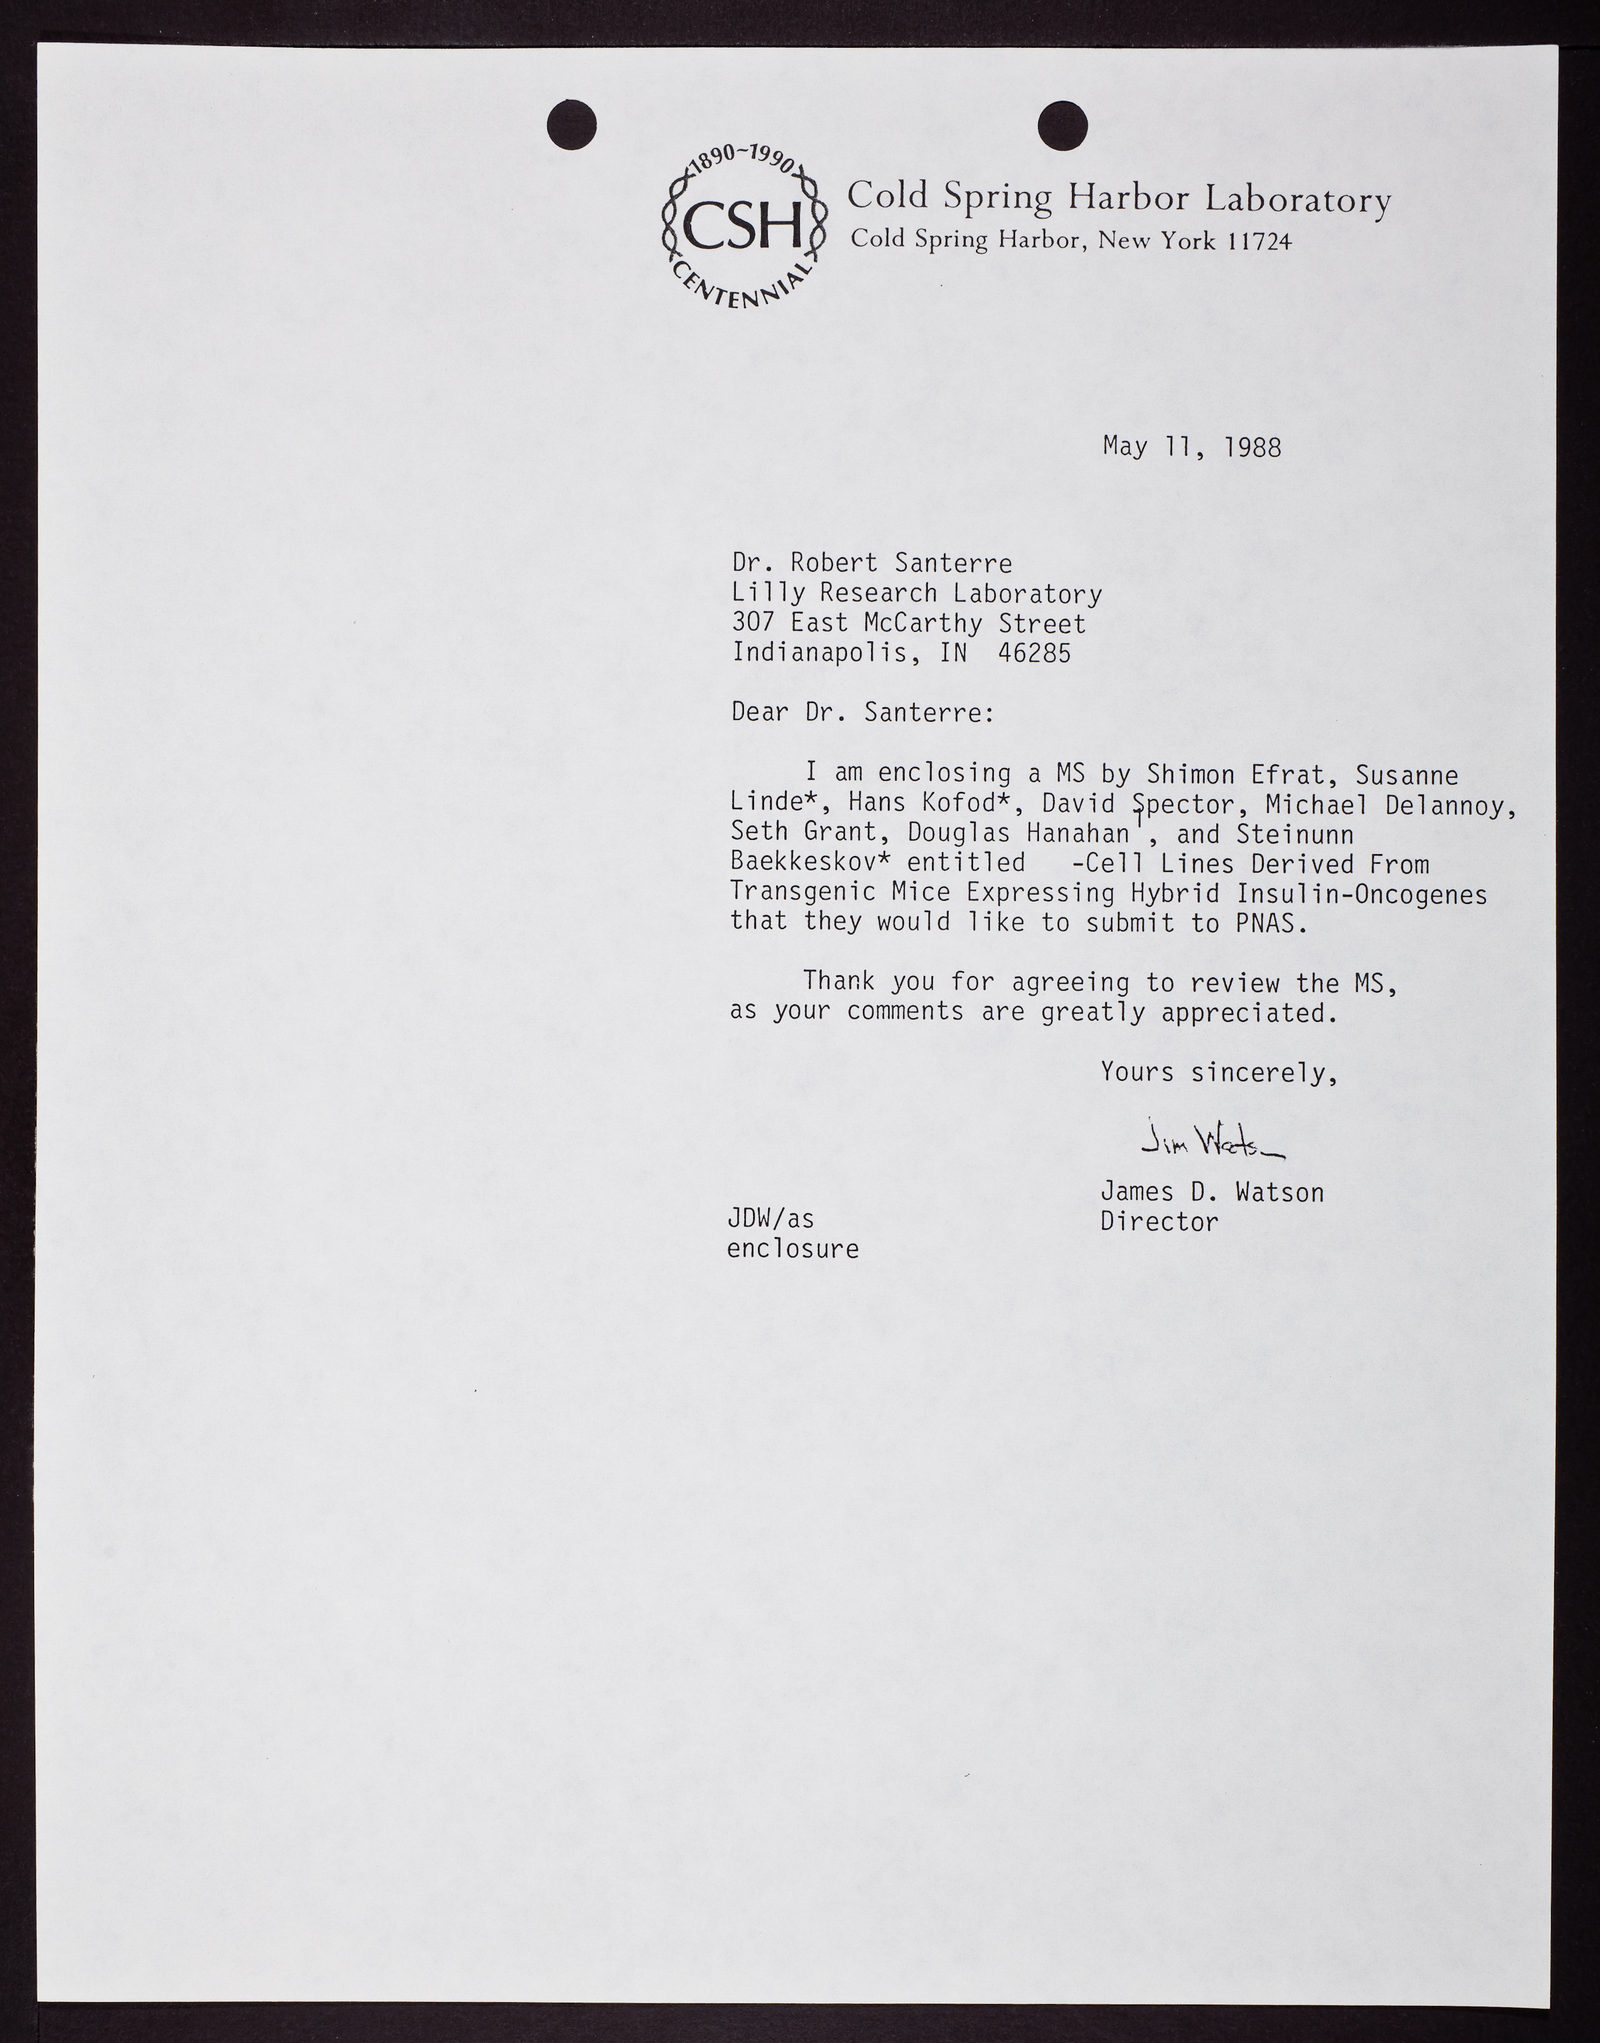 1890~1990
CSH
CENTENNIAL
Cold Spring Harbor Laboratory
Cold Spring Harbor, New York 11724
May 11, 1988
Dr. Robert Santerre
Lilly Research Laboratory
307 East McCarthy Street
Indianapolis, IN 46285
Dear Dr. Santerre:
I am enclosing a MS by Shimon Efrat, Susanne
Linde*, Hans Kofod*, David Spector, Michael Delannoy,
Seth Grant, Douglas Hanahan†, and Steinunn
Baekkeskov* entitled -Cell Lines Derived From
Transgenic Mice Expressing Hybrid Insulin-Oncogenes
that they would like to submit to PNAS.
Thank you for agreeing to review the MS,
as your comments are greatly appreciated.
Yours sincerely,
Jim Watson
James D. Watson
Director
JDW/as
enclosure